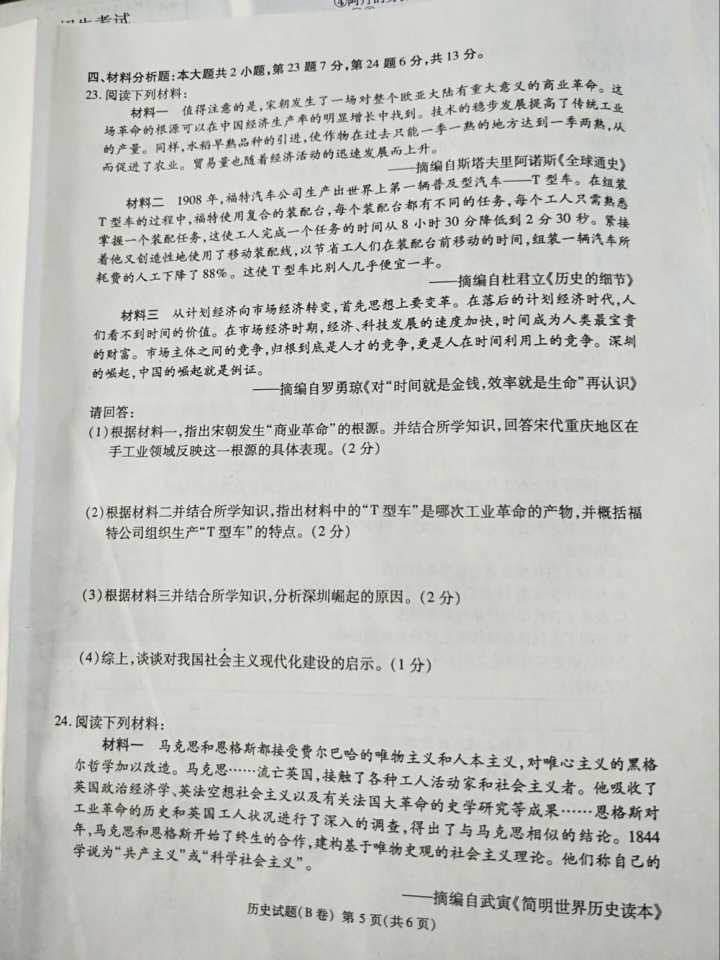 四、材料分析题:本大题共2小题,第23题7分,第24题6分,共13分。
23.阅读下列材料:
材料一 值得注意的是,宋朝发生了一场对整个欧亚大陆有重大意义的商业革命。这
场革命的根源可以在中国经济生产率的明显增长中找到。技术的稳步发展提高了传统工业
的产量。同样,水稻早熟品种的引进,使作物在过去只能一季一熟的地方达到一季两熟,从
而促进了农业。贸易量也随着经济活动的迅速发展而上升。
——摘编自斯塔夫里阿诺斯《全球通史》
材料二 1908年,福特汽车公司生产出世界上第一辆普及型汽车——T型车。在组装
T型车的过程中,福特使用复合的装配台,每个装配台都有不同的任务,每个工人只需熟悉
掌握一个装配任务,这使工人完成一个任务的时间从8小时30分降低到2分30秒。紧接
着他又创造性地使用了移动装配线,以节省工人们在装配台前移动的时间,组装一辆汽车所
耗费的人工下降了88%。这使T型车比别人几乎便宜一半。
——摘编自杜君立《历史的细节》
材料三 从计划经济向市场经济转变,首先思想上要变革。在落后的计划经济时代,人
们看不到时间的价值。在市场经济时期,经济、科技发展的速度加快,时间成为人类最宝贵
的财富。市场主体之间的竞争,归根到底是人才的竞争,更是人在时间利用上的竞争。深圳
的崛起,中国的崛起就是例证。
——摘编自罗勇琼《对“时间就是金钱,效率就是生命”再认识》
请回答:
(1)根据材料一,指出宋朝发生“商业革命”的根源。并结合所学知识,回答宋代重庆地区在
手工业领域反映这一根源的具体表现。(2分)
(2)根据材料二并结合所学知识,指出材料中的“T型车”是哪次工业革命的产物,并概括福
特公司组织生产“T型车”的特点。(2分)
(3)根据材料三并结合所学知识,分析深圳崛起的原因。(2分)
(4)综上,谈谈对我国社会主义现代化建设的启示。(1分)
24.阅读下列材料:
材料一 马克思和恩格斯都接受费尔巴哈的唯物主义和人本主义,对唯心主义的黑格
尔哲学加以改造。马克思……流亡英国,接触了各种工人活动家和社会主义者。他吸收了
英国政治经济学、英法空想社会主义以及有关法国大革命的史学研究等成果……恩格斯对
工业革命的历史和英国工人状况进行了深入的调查,得出了与马克思相似的结论。1844
年,马克思和恩格斯开始了终生的合作,建构基于唯物史观的社会主义理论。他们称自己的
学说为“共产主义”或“科学社会主义”。
——摘编自武寅《简明世界历史读本》
历史试题(B卷) 第5页(共6页)